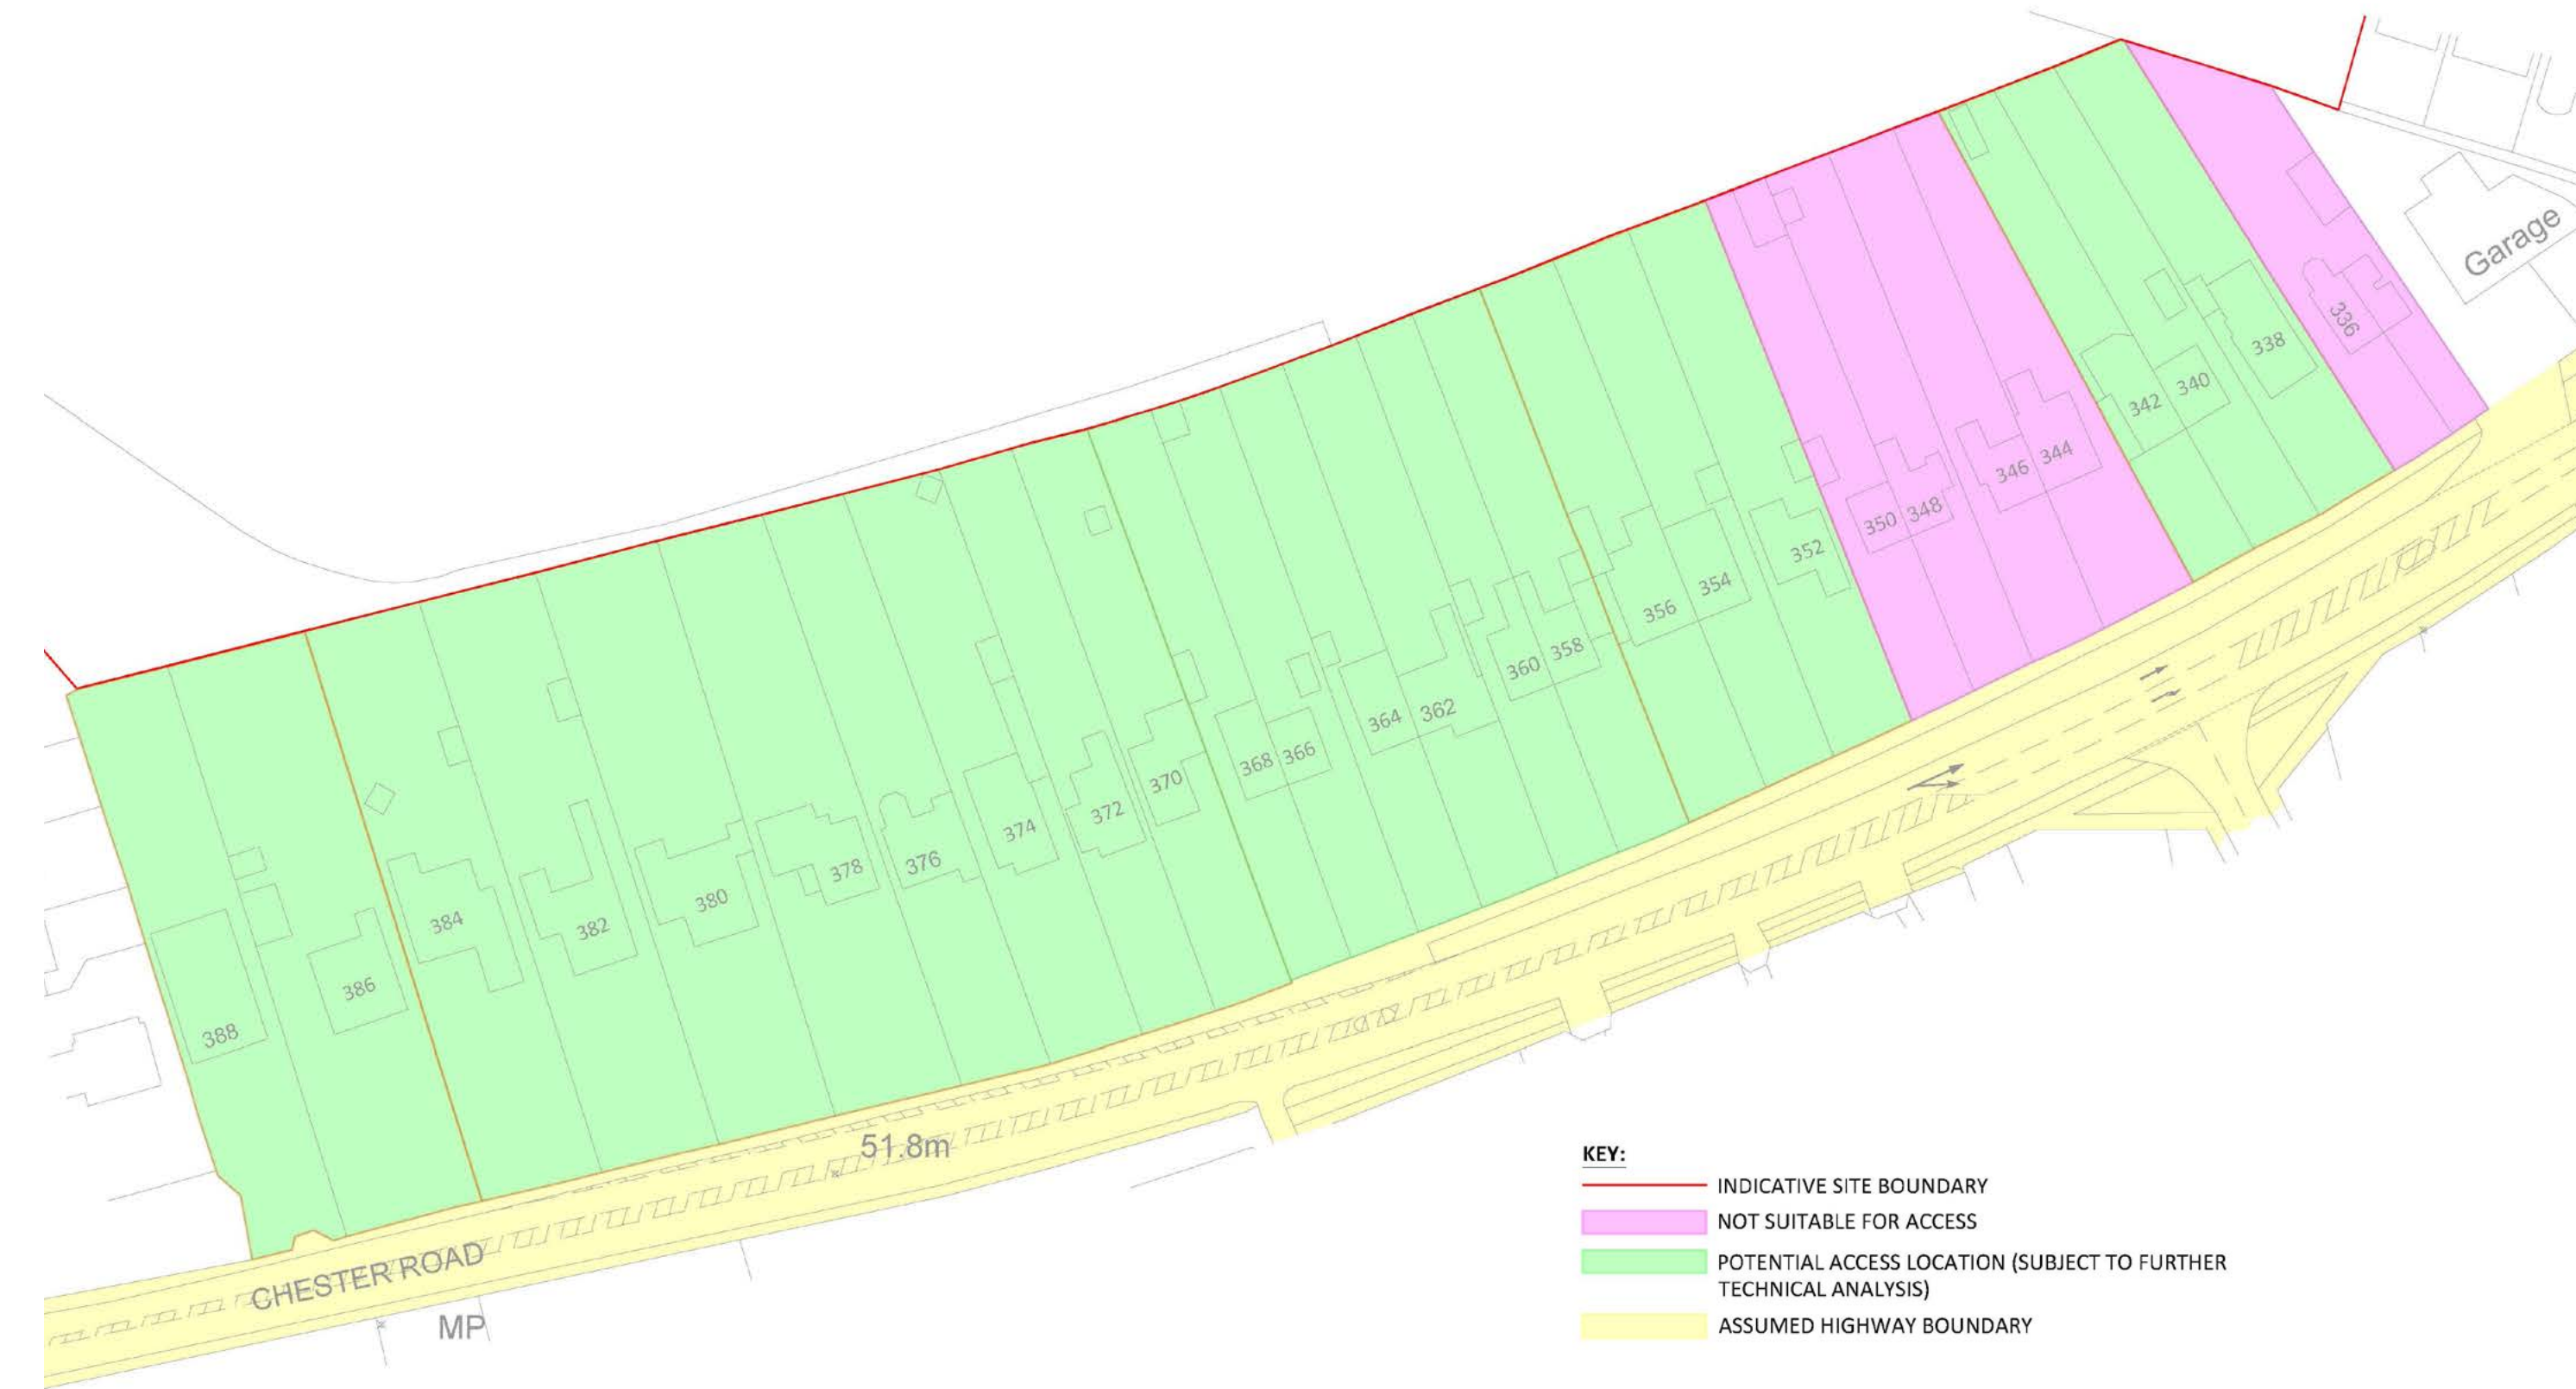 Garage
336
338
340
342
344
346
348
350
352
354
356
358
360
362
364
366
368
370
372
374
376
378
380
382
384
386
388
51.8m
CHESTER ROAD
MP
KEY:
INDICATIVE SITE BOUNDARY
NOT SUITABLE FOR ACCESS
POTENTIAL ACCESS LOCATION (SUBJECT TO FURTHER
TECHNICAL ANALYSIS)
ASSUMED HIGHWAY BOUNDARY